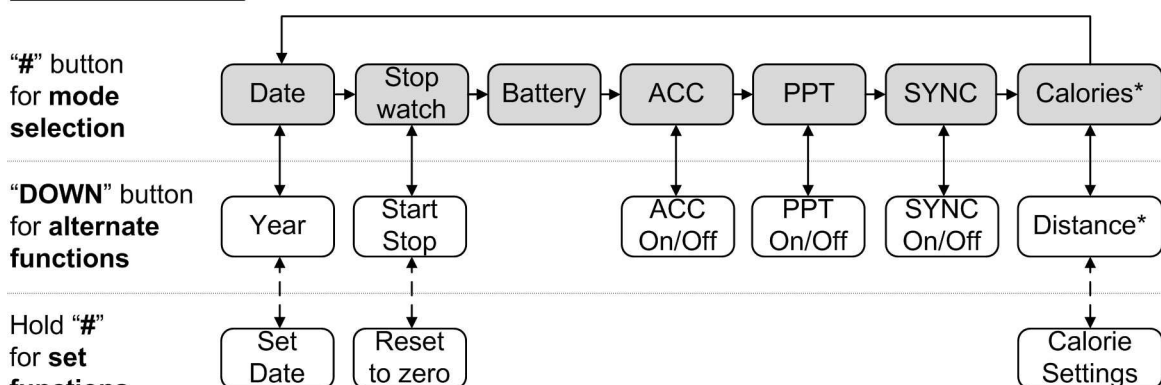 “#” button
for mode
selection
Date
Stop
watch
Battery
ACC
PPT
SYNC
Calories*
“DOWN” button
for alternate
functions
Year
Start
Stop
ACC
On/Off
PPT
On/Off
SYNC
On/Off
Distance*
Hold “#”
for set
functions
Set
Date
Reset
to zero
Calorie
Settings